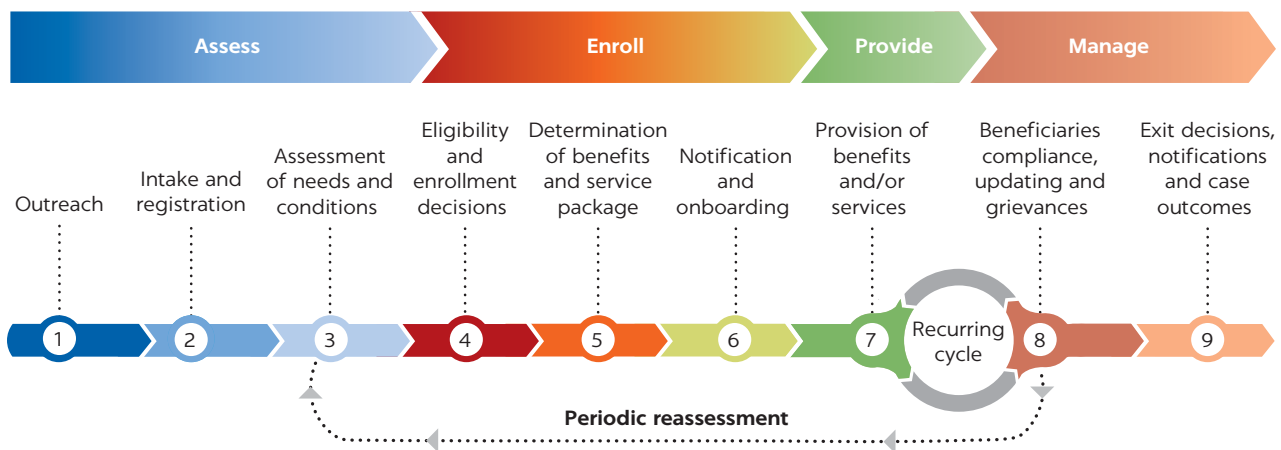 Assess
Enroll
Provide
Manage
Outreach
Intake and
registration
Assessment
of needs and
conditions
Eligibility
and
enrollment
decisions
Determination
of benefits
and service
package
Notification
and
onboarding
Provision of
benefits
and/or
services
Beneficiaries
compliance,
updating and
grievances
Exit decisions,
notifications
and case
outcomes
1
2
3
4
5
6
7
Recurring
cycle
8
9
Periodic reassessment